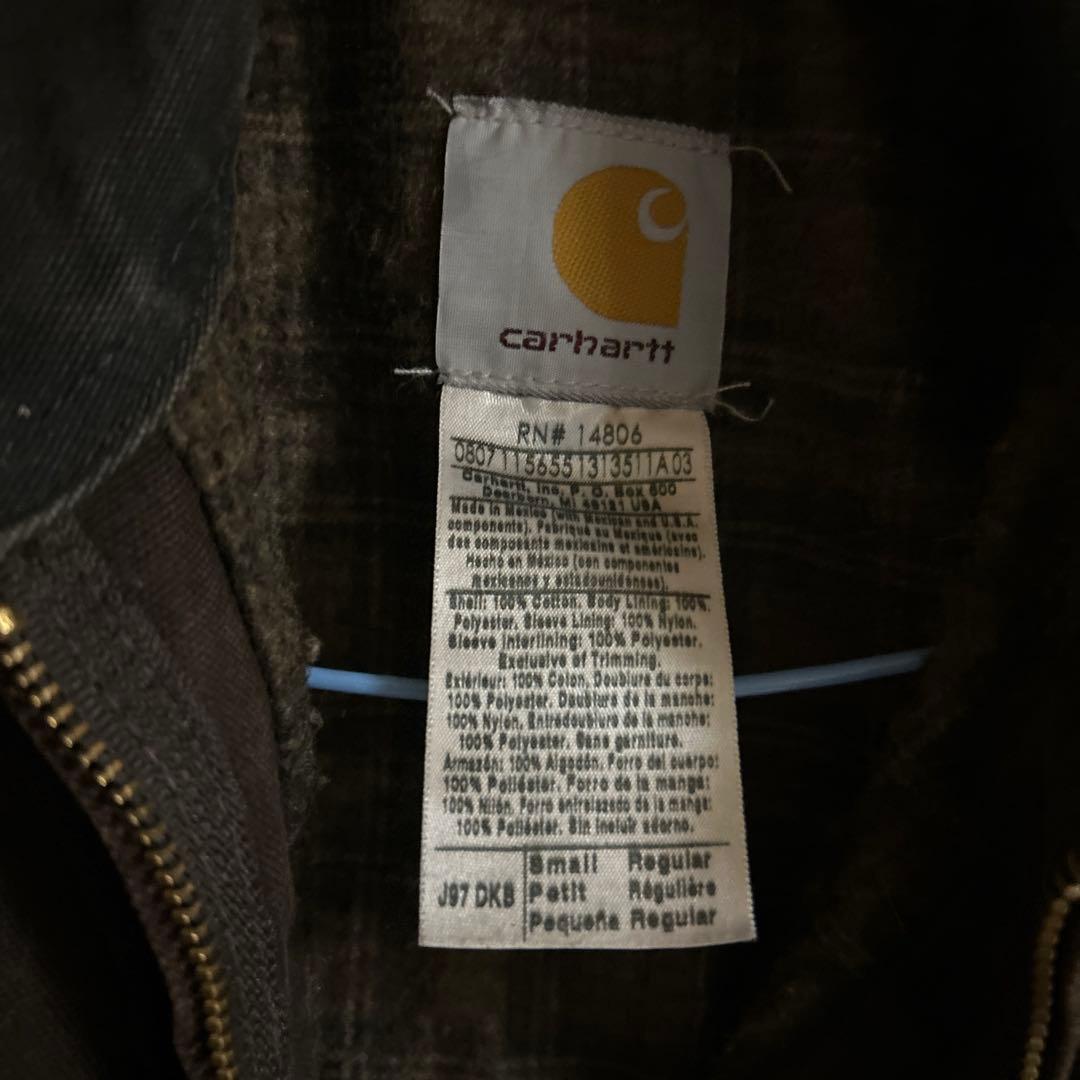 carhartt
RN# 14806
0807115655131351 1A 03
Carhartt, Inc. P. O. Box 600
Dearborn, MI 48121 USA
Made in Mexico with Mexican and U.S.A.
components). Fabriqué au Mexique (avec
des composants mexicains et américains).
Hecho en México (con componentes
mexicanos y estadounidenses).
Shell: 100% Cotton. Body Lining: 100%
Polyester. Sleeve Lining: 100% Nylon.
Sleeve Interlining: 100% Polyester.
Exclusive of Trimming.
Extérieur: 100% Coton. Doublure du corps:
100% Polyester. Doublure de la manche:
100% Nylon. Entredoublure de la manche:
100% Polyester. Sans garniture.
Armazón: 100% Algodón. Forro del cuerpo:
100% Poliéster. Forro de la manga:
100% Nilón. Forro entrelazado de la manga:
100% Poliéster. Sin incluir adorno.
J97 DKB
Small Regular
Petit Régulière
Pequeña Regular